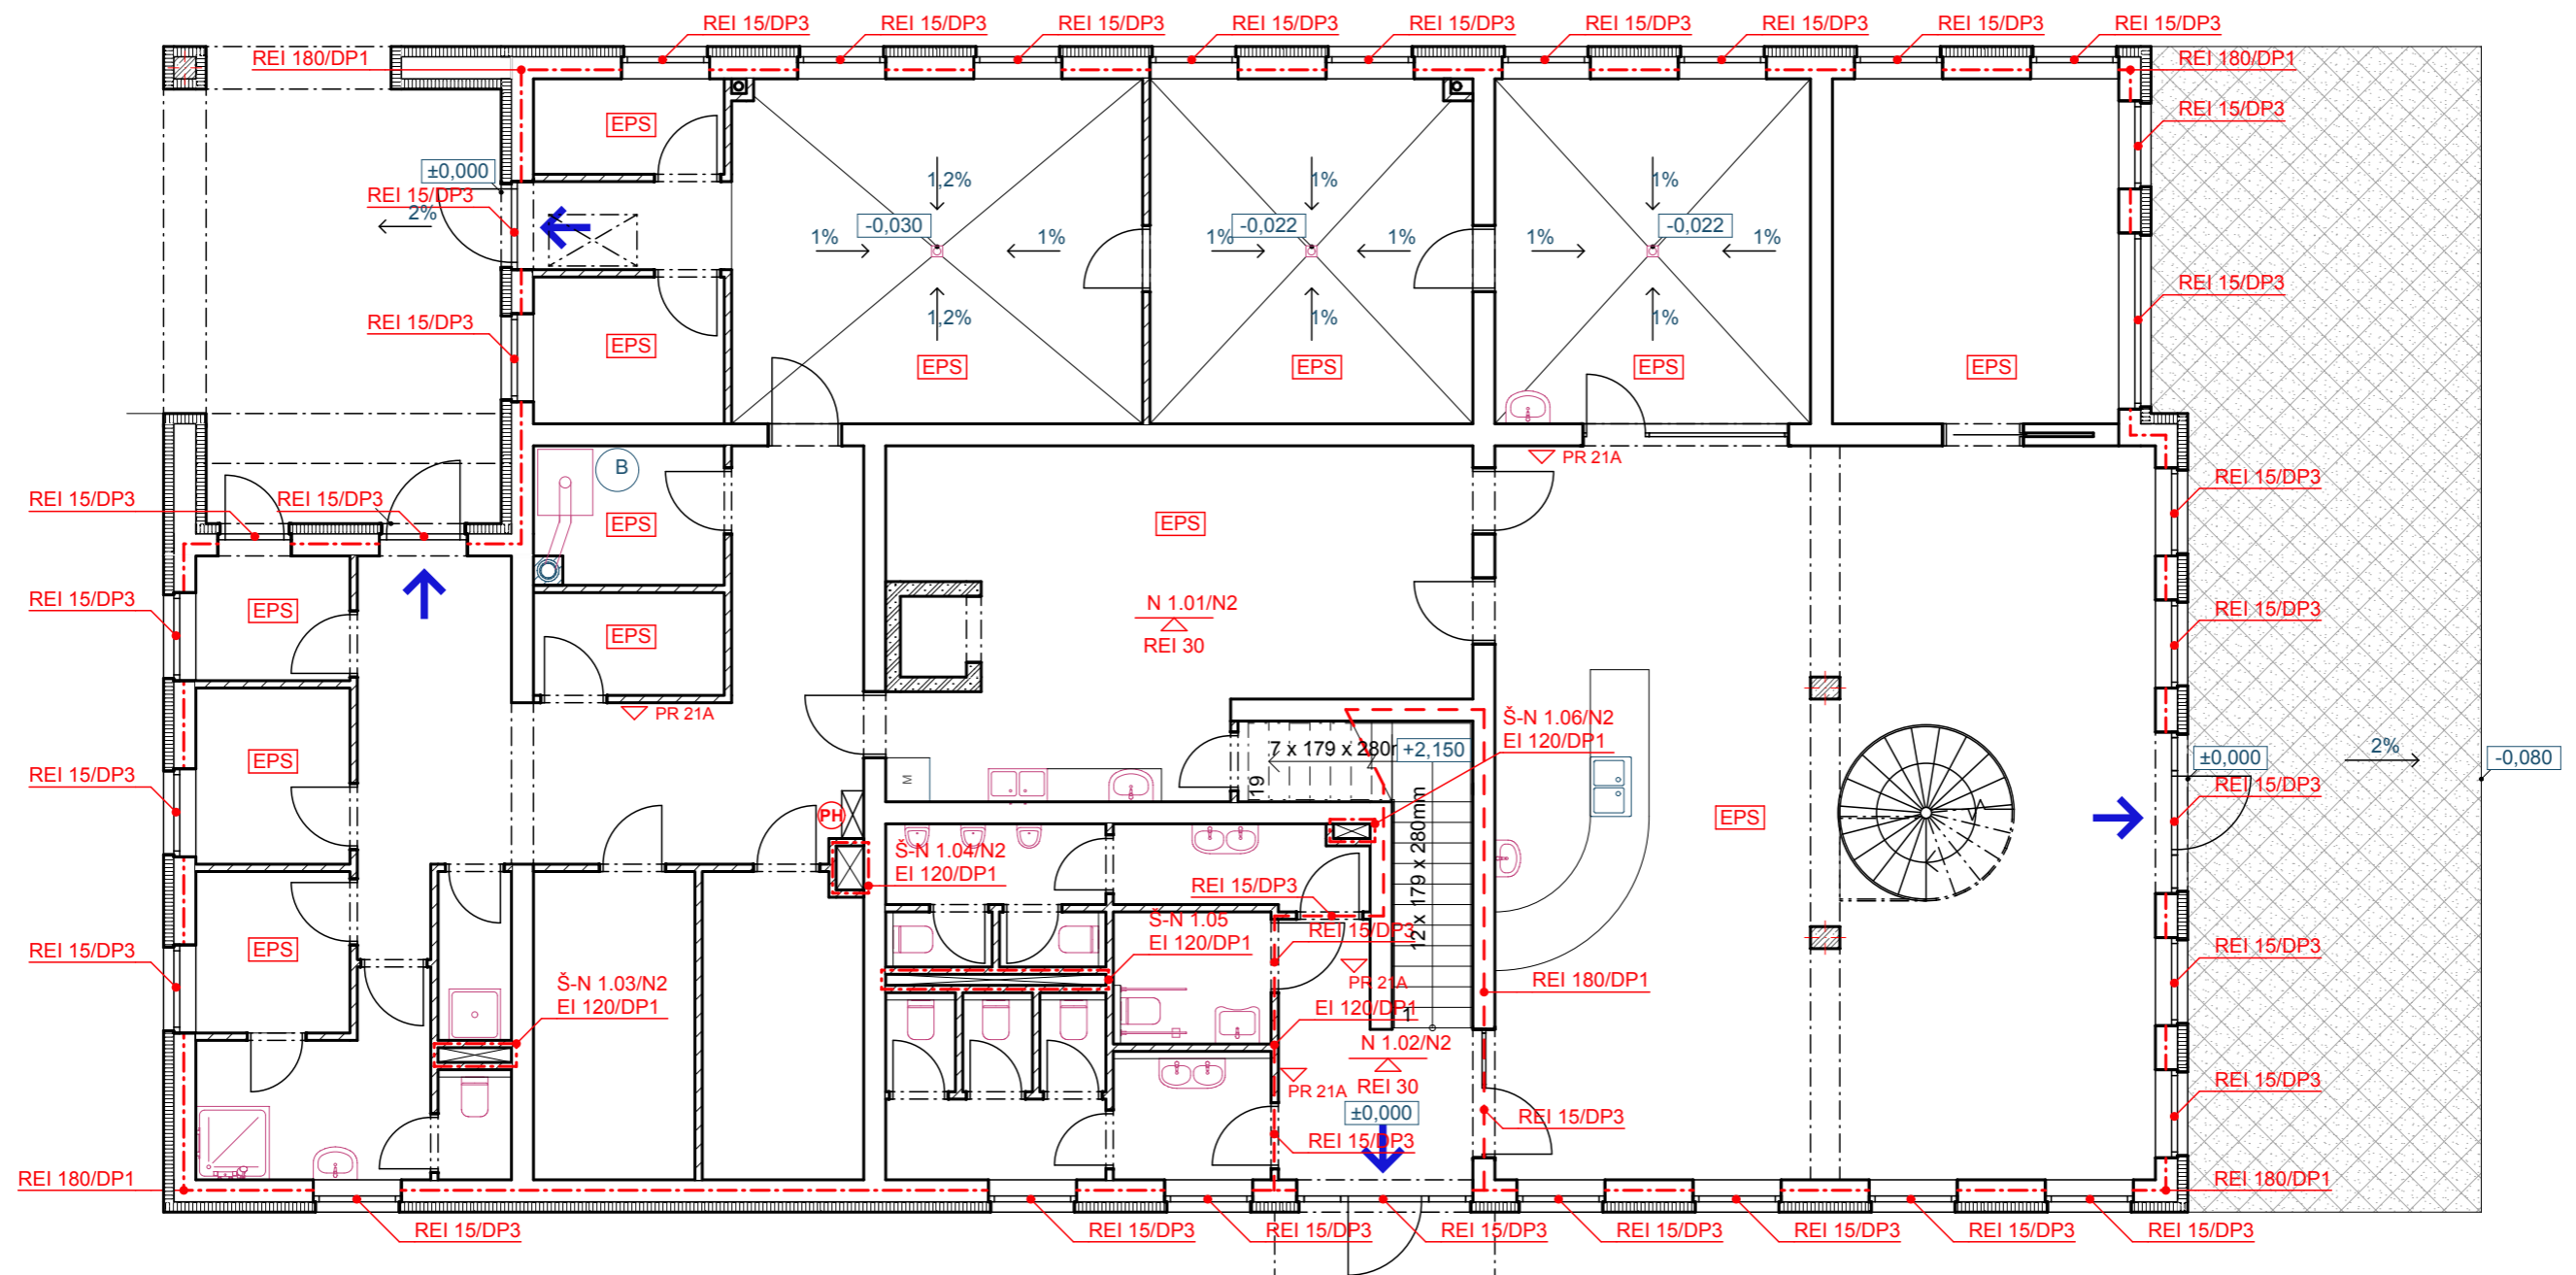 REI 15/DP3
REI 15/DP3
REI 15/DP3
REI 15/DP3
REI 15/DP3
REI 15/DP3
REI 15/DP3
REI 15/DP3
REI 15/DP3
REI 180/DP1
REI 180/DP1
REI 15/DP3
EPS
±0,000
REI 15/DP3
2%
1,2%
1%
1%
-0,030
-0,022
-0,022
1%
1%
1%
1%
1%
1%
REI 15/DP3
REI 15/DP3
EPS
1,2%
1%
1%
EPS
EPS
EPS
EPS
PR 21A
B
REI 15/DP3
REI 15/DP3
REI 15/DP3
EPS
EPS
REI 15/DP3
EPS
EPS
N 1.01/N2
REI 30
REI 15/DP3
PR 21A
Š-N 1.06/N2
EI 120/DP1
7 x 179 x 280
+2,150
19
±0,000
2%
-0,080
EPS
REI 15/DP3
M
PH
EPS
REI 15/DP3
Š-N 1.04/N2
EI 120/DP1
REI 15/DP3
12 x 179 x 280mm
Š-N 1.05
EI 120/DP1
REI 15/DP3
EPS
REI 15/DP3
REI 15/DP3
Š-N 1.03/N2
EI 120/DP1
PR 21A
REI 180/DP1
EI 120/DP1
1
N 1.02/N2
REI 30
PR 21A
±0,000
REI 15/DP3
REI 15/DP3
REI 15/DP3
REI 180/DP1
REI 180/DP1
REI 15/DP3
REI 15/DP3
REI 15/DP3
REI 15/DP3
REI 15/DP3
REI 15/DP3
REI 15/DP3
REI 15/DP3